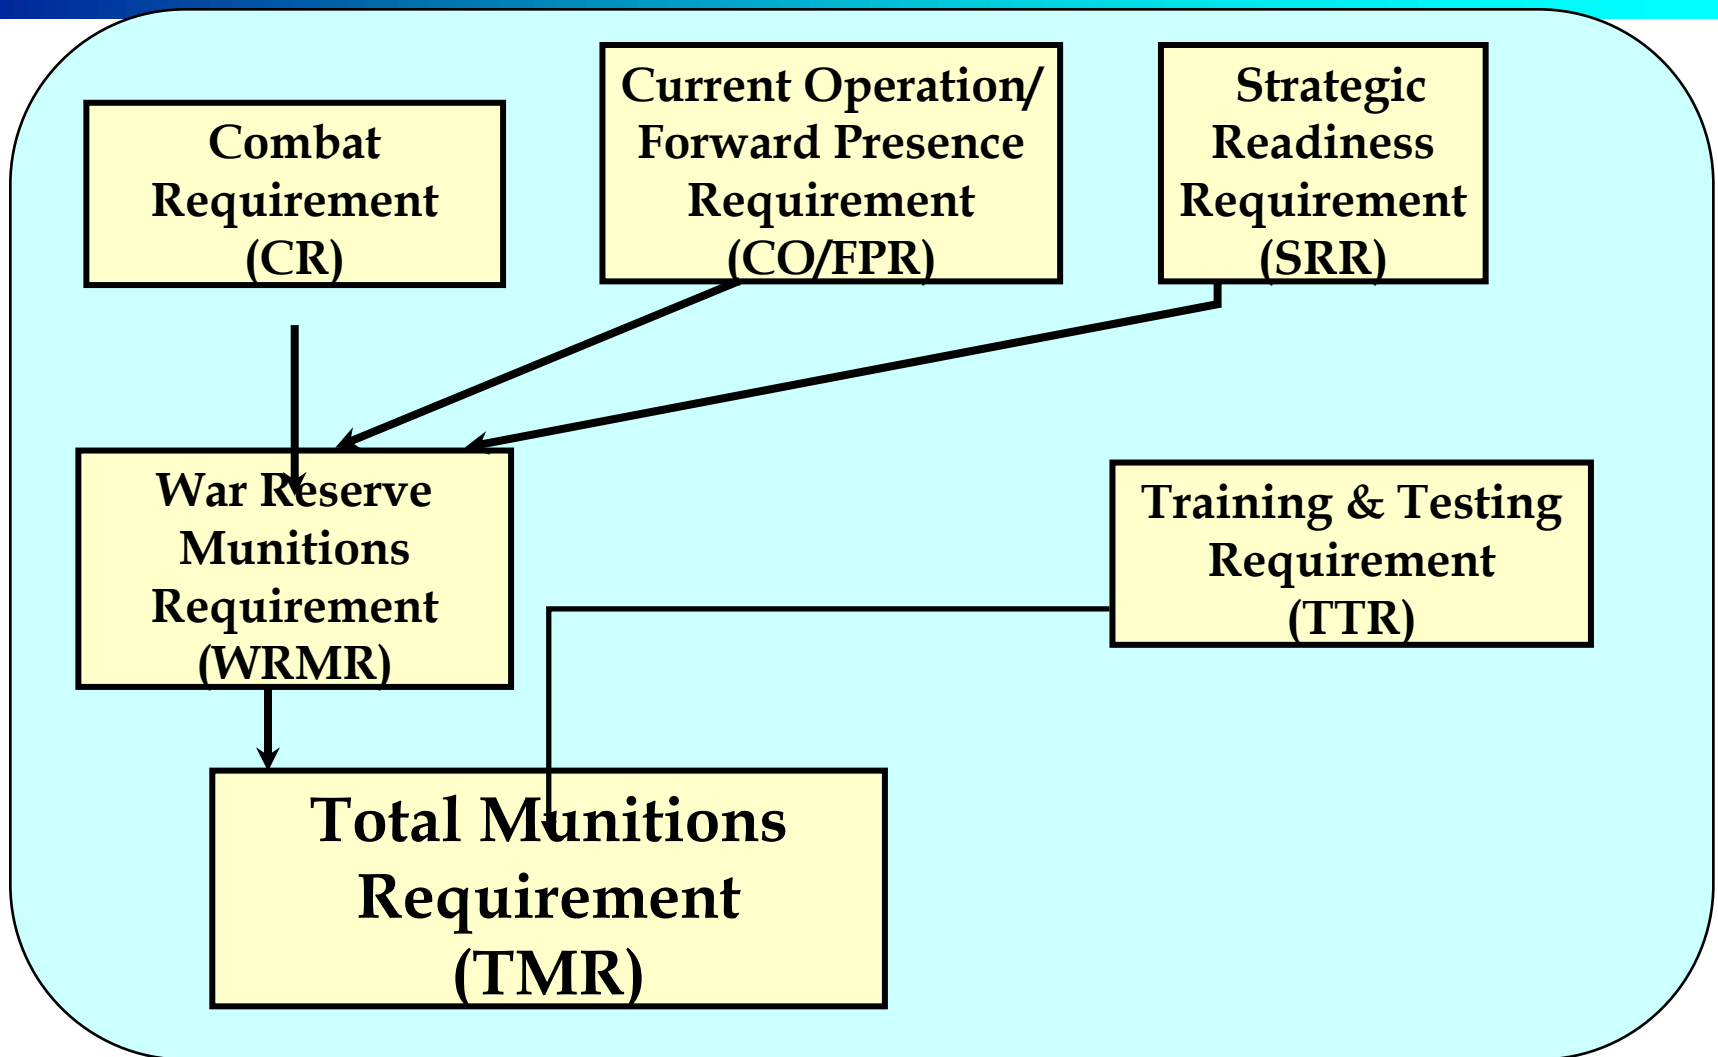 Combat
Requirement
(CR)
Current Operation/
Forward Presence
Requirement
(CO/FPR)
Strategic
Readiness
Requirement
(SRR)
War Reserve
Munitions
Requirement
(WRMR)
Training & Testing
Requirement
(TTR)
Total Munitions
Requirement
(TMR)